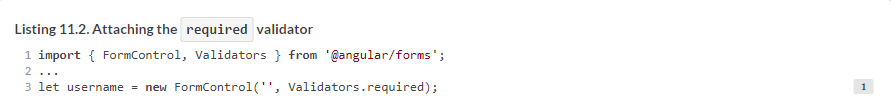 Listing 11.2. Attaching the required validator
1 import { FormControl, Validators } from '@angular/forms';
2 ...
3 let username = new FormControl('', Validators.required); 1